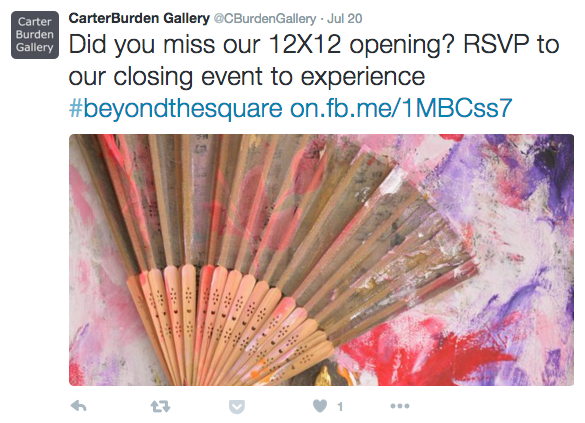 Carter
Burden
Gallery
CarterBurden Gallery @CBurdenGallery · Jul 20
Did you miss our 12X12 opening? RSVP to
our closing event to experience
#beyondthesquare on.fb.me/1MBCss7
1